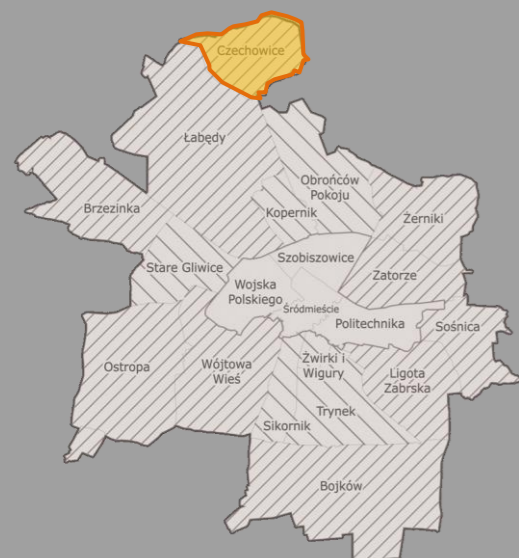 Czechowice
Łabędy
Obrońców
Pokoju
Brzezinka
Kopernik
Żerniki
Szobiszowice
Stare Gliwice
Zatorze
Wojska
Polskiego
Śródmieście
Politechnika
Sośnica
Ostropa
Wójtowa
Wieś
Żwirki i
Wigury
Ligota
Zabrska
Trynek
Sikornik
Bojków